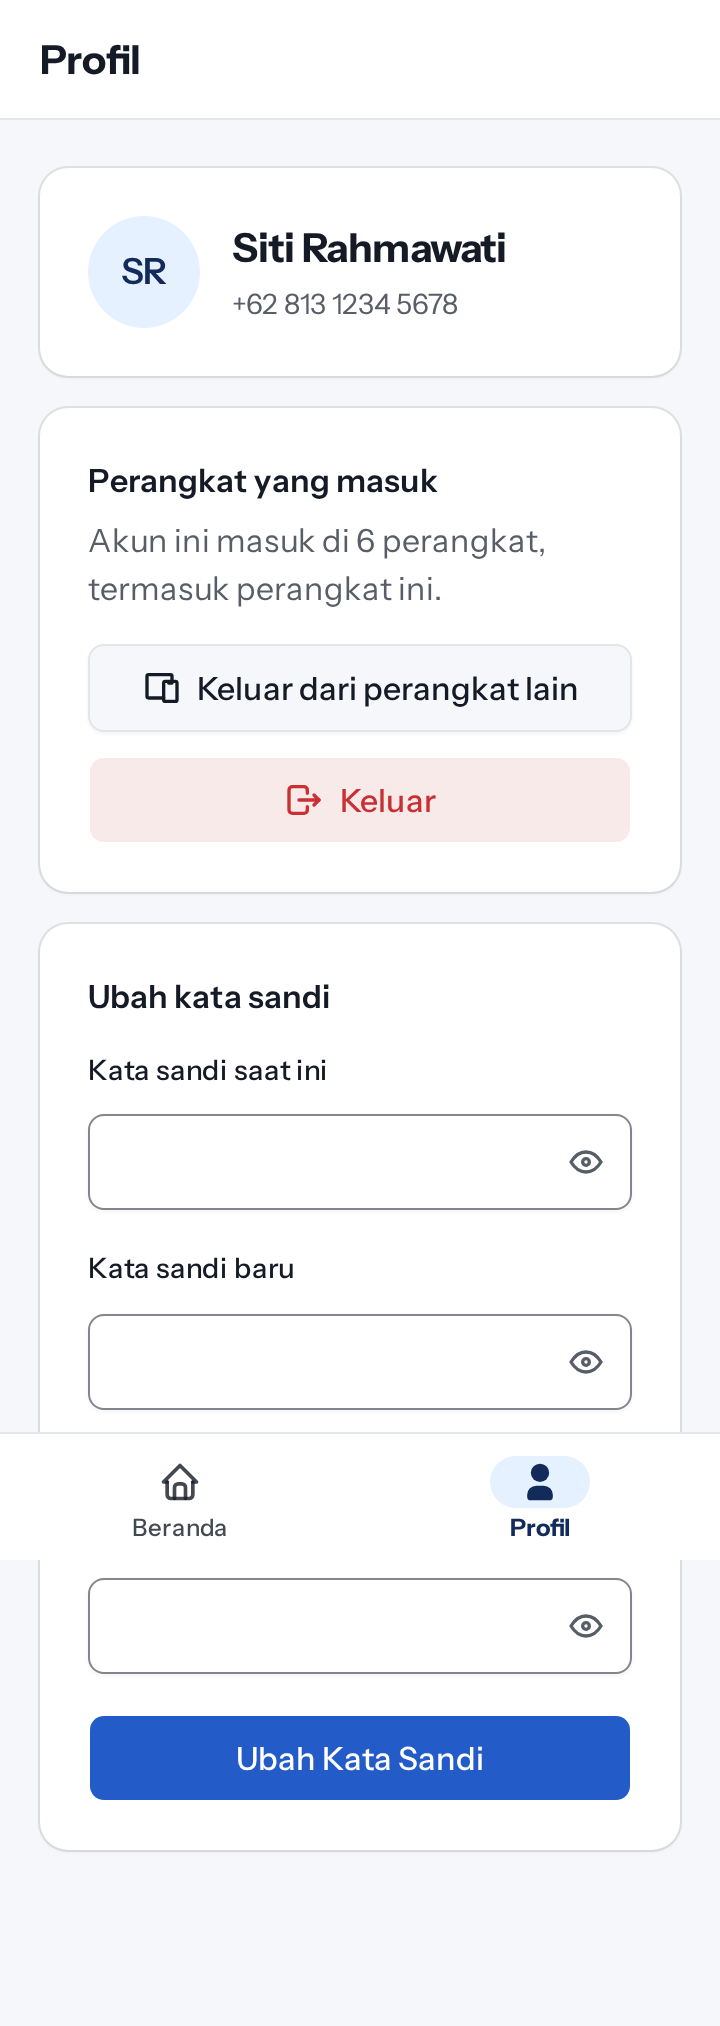 Profil
SR
Siti Rahmawati
+62 813 1234 5678
Perangkat yang masuk
Akun ini masuk di 6 perangkat,
termasuk perangkat ini.
Keluar dari perangkat lain
Keluar
Ubah kata sandi
Kata sandi saat ini
Kata sandi baru
Beranda
Profil
Ubah Kata Sandi